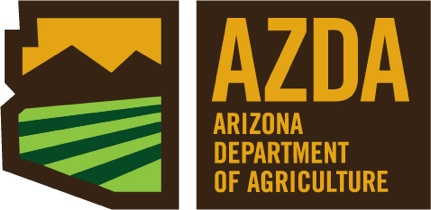 AZDA
ARIZONA
DEPARTMENT
OF AGRICULTURE